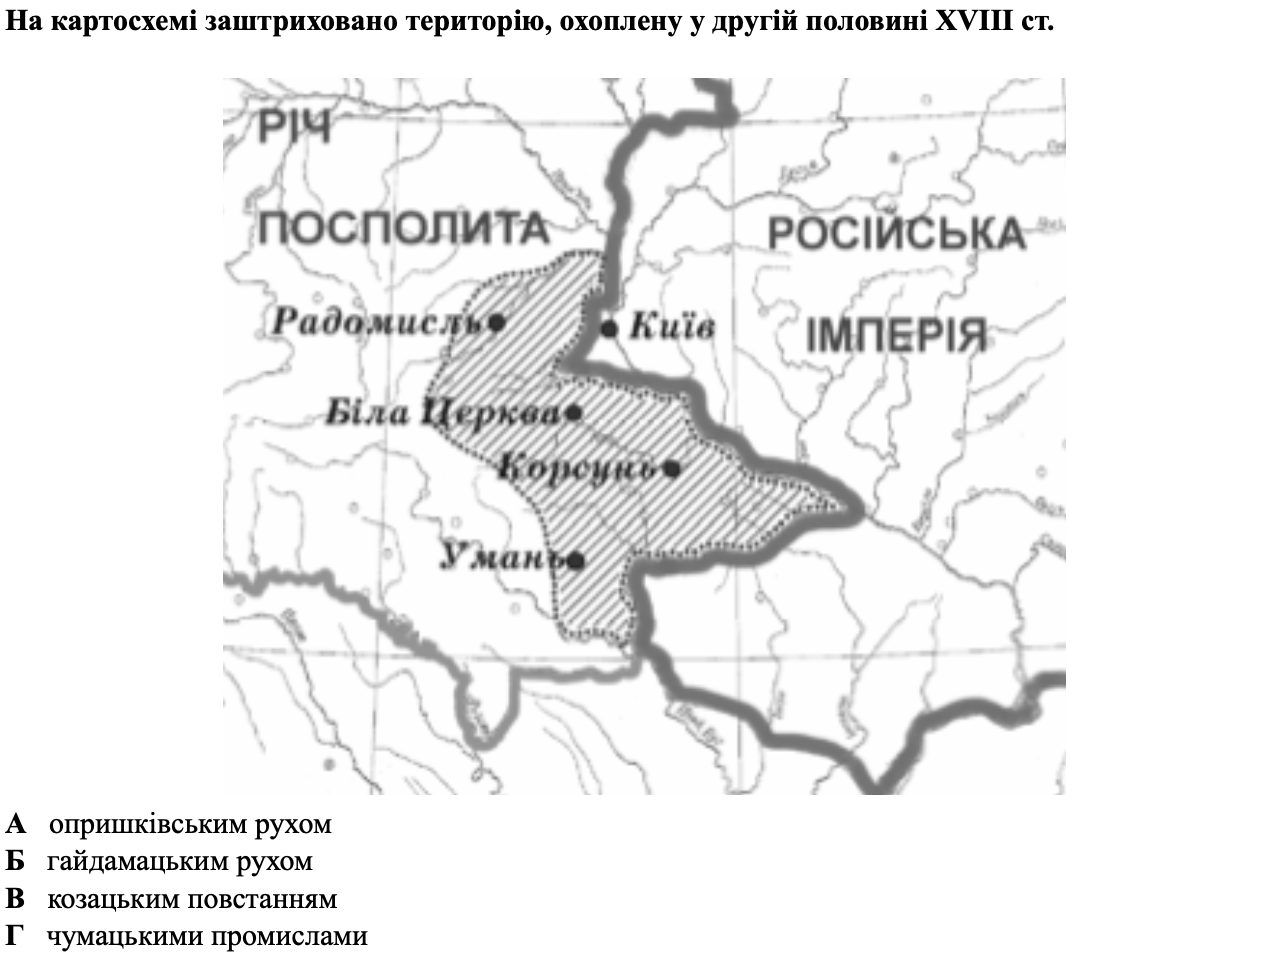 На картосхемі заштриховано територію, охоплену у другій половині XVIII ст.
РІЧ
ПОСПОЛИТА
РОСІЙСЬКА
ІМПЕРІЯ
Радомисль
Київ
Біла Церква
Корсунь
Умань
А опришківським рухом
Б гайдамацьким рухом
В козацьким повстанням
Г чумацькими промислами